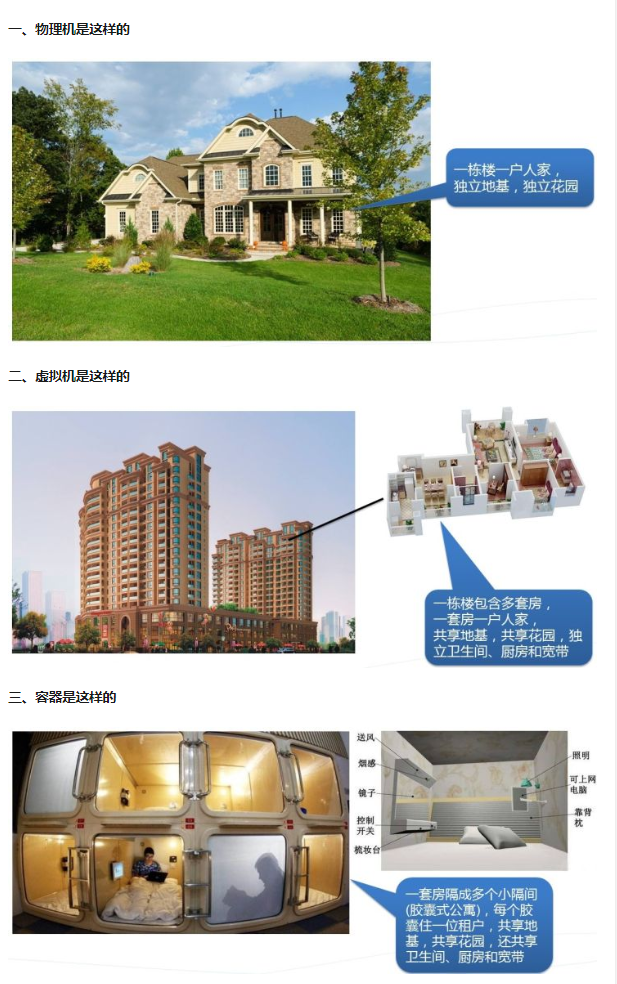 一、物理机是这样的
一栋楼一户人家，
独立地基，独立花园
二、虚拟机是这样的
一栋楼包含多套房，
一套房一户人家，
共享地基，共享花园，独
立卫生间、厨房和宽带
三、容器是这样的
送风
烟感
镜子
控制
开关
梳妆台
照明
可上网
电脑
靠背
枕
一套房隔成多个小隔间
(胶囊式公寓)，每个胶
囊住一位租户，共享地
基，共享花园，还共享
卫生间、厨房和宽带